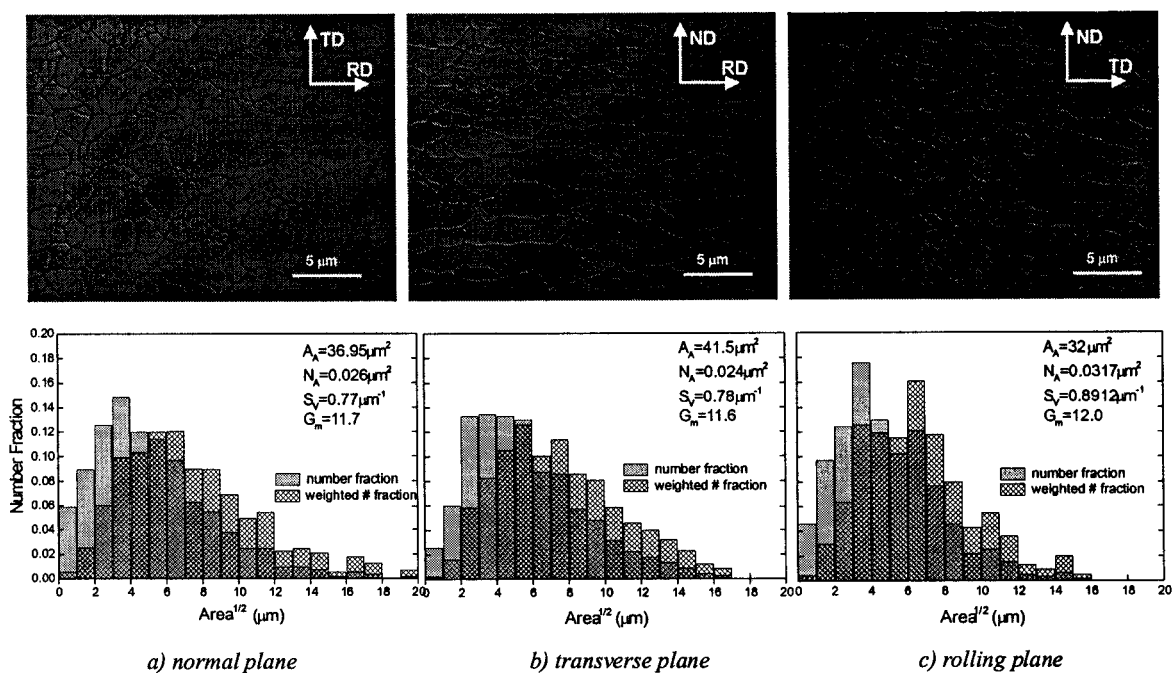 TD
RD
5 μm
ND
RD
5 μm
ND
TD
5 μm
Number Fraction
0.20
0.18
0.16
0.14
0.12
0.10
0.08
0.06
0.04
0.02
0.00
A_A=36.95μm²
N_A=0.026μm²
S_V=0.77μm⁻¹
G_m=11.7
number fraction
weighted # fraction
0 2 4 6 8 10 12 14 16 18 20
Area^1/2 (μm)
A_A=41.5μm²
N_A=0.024μm²
S_V=0.78μm⁻¹
G_m=11.6
number fraction
weighted # fraction
0 2 4 6 8 10 12 14 16 18 20
Area^1/2 (μm)
A_A=32μm²
N_A=0.0317μm²
S_V=0.8912μm⁻¹
G_m=12.0
number fraction
weighted # fraction
0 2 4 6 8 10 12 14 16 18 20
Area^1/2 (μm)
a) normal plane
b) transverse plane
c) rolling plane